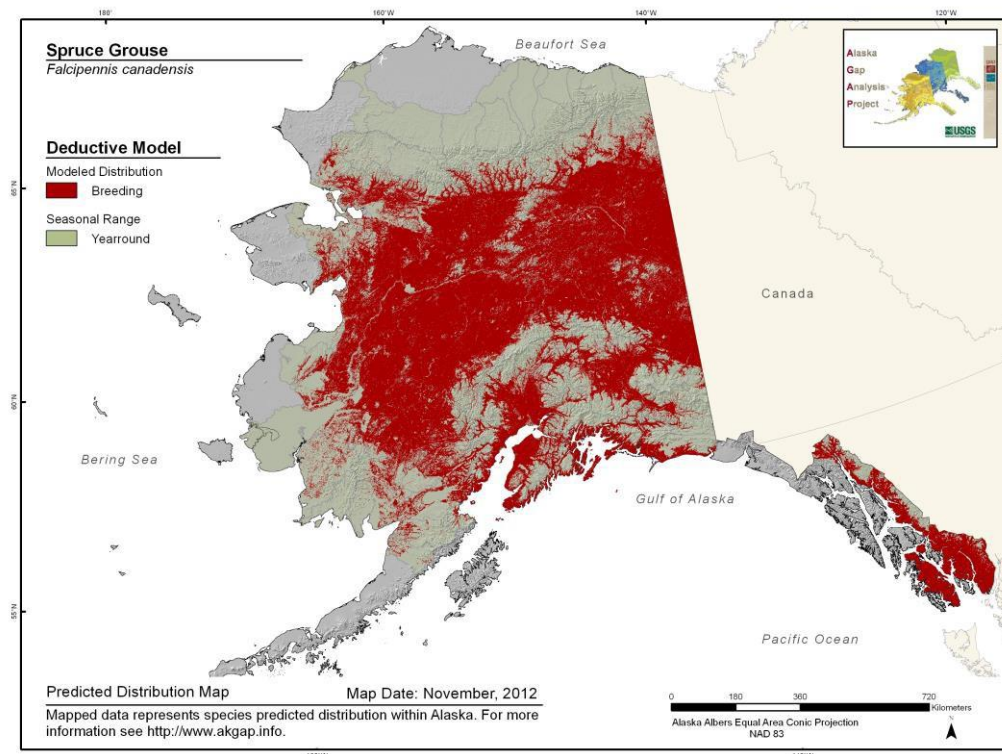 180°
160°W
140°W
120°W
Spruce Grouse
Falcipennis canadensis
Beaufort Sea
Alaska
Gap
Analysis
Project
USGS
Deductive Model
Modeled Distribution
Breeding
Seasonal Range
Yearround
65°N
Canada
60°N
Bering Sea
Gulf of Alaska
55°N
Pacific Ocean
Predicted Distribution Map
Map Date: November, 2012
Mapped data represents species predicted distribution within Alaska. For more
information see http://www.akgap.info.
0 180 360 720
Kilometers
Alaska Albers Equal Area Conic Projection
NAD 83
N